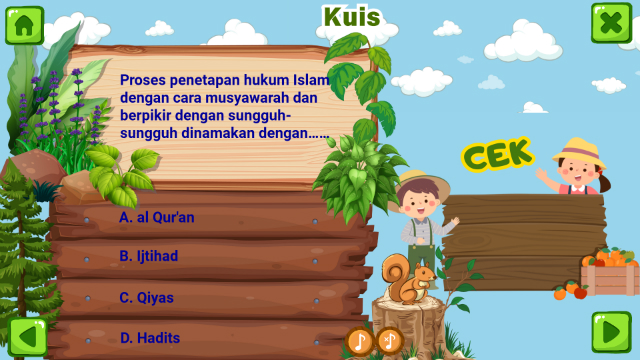 Kuis
Proses penetapan hukum Islam
dengan cara musyawarah dan
berpikir dengan sungguh-
sungguh dinamakan dengan......
CEK
A. al Qur'an
B. Ijtihad
C. Qiyas
D. Hadits